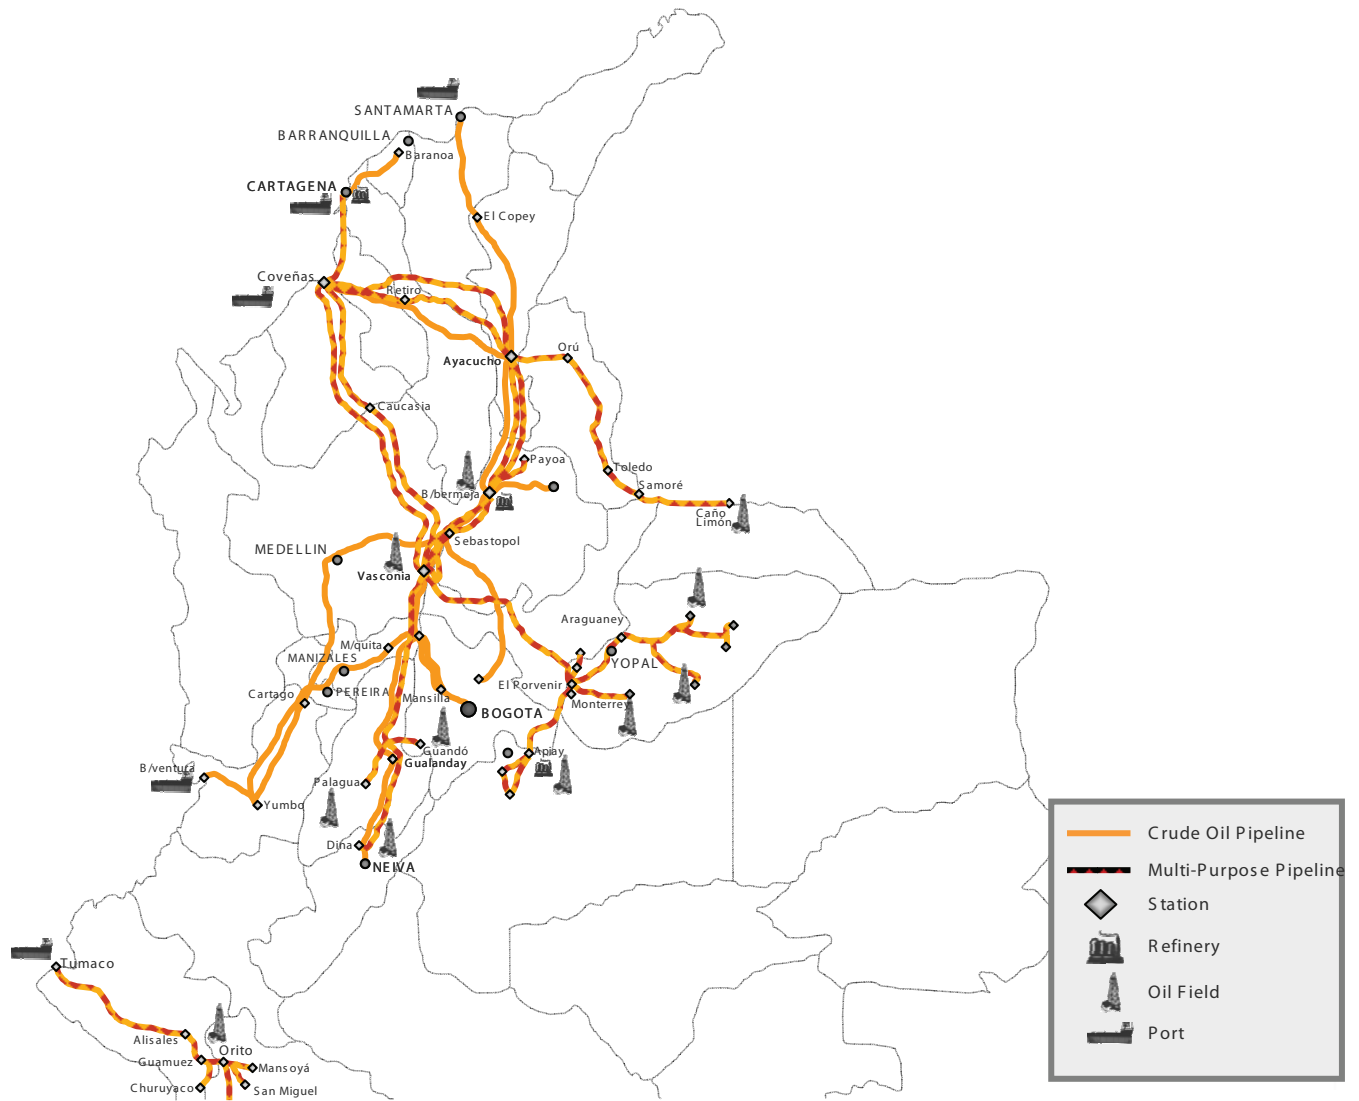 SANTAMARTA
BARRANQUILLA
Baranoa
CARTAGENA
El Copey
Coveñas
Retiro
Orú
Ayacucho
Caucasia
Payoa
Toledo
Samoré
B/bermeja
Caño
Limón
Sebastopol
MEDELLIN
Vasconia
Araguaney
M/quita
MANIZALES
YOPAL
El Porvenir
PEREIRA
Cartago
Mansilla
Monterrey
BOGOTA
Guandó
Apiay
Gualanday
B/ventura
Palagua
Yumbo
Dina
NEIVA
Crude Oil Pipeline
Multi-Purpose Pipeline
Station
Refinery
Oil Field
Port
Tumaco
Alisales
Orito
Guamuez
Mansoyá
Churuyaco
San Miguel